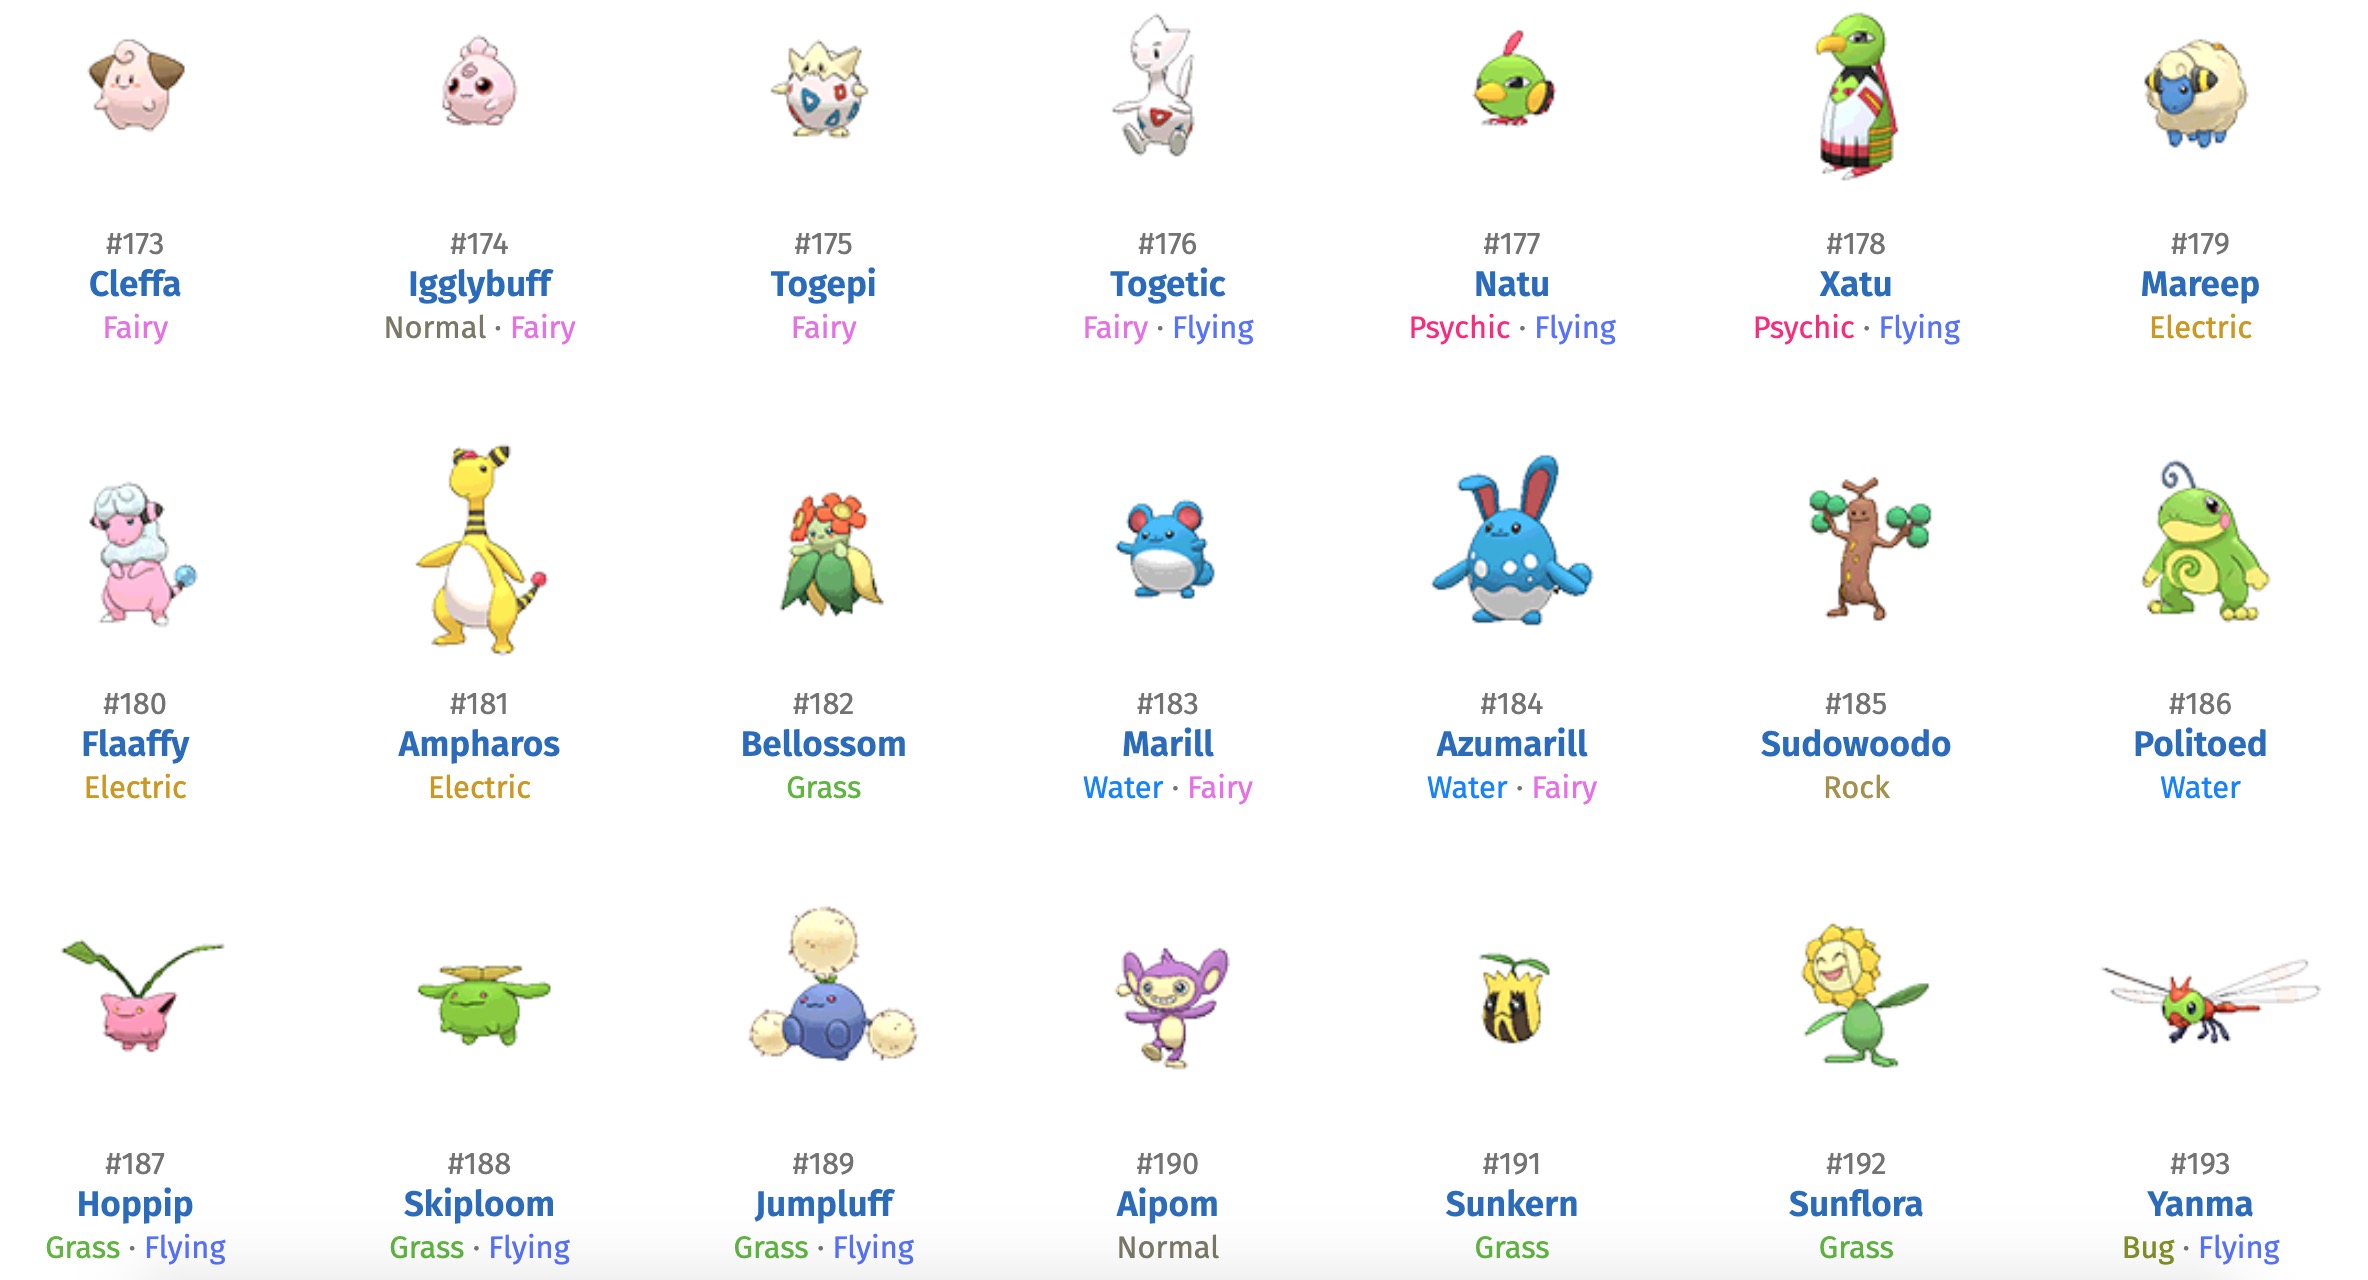 #173 #174 #175 #176 #177 #178 #179
Cleffa Igglybuff Togepi Togetic Natu Xatu Mareep
Fairy Normal · Fairy Fairy Fairy · Flying Psychic · Flying Psychic · Flying Electric
#180 #181 #182 #183 #184 #185 #186
Flaaffy Ampharos Bellossom Marill Azumarill Sudowoodo Politoed
Electric Electric Grass Water · Fairy Water · Fairy Rock Water
#187 #188 #189 #190 #191 #192 #193
Hoppip Skiploom Jumpluff Aipom Sunkern Sunflora Yanma
Grass · Flying Grass · Flying Grass · Flying Normal Grass Grass Bug · Flying